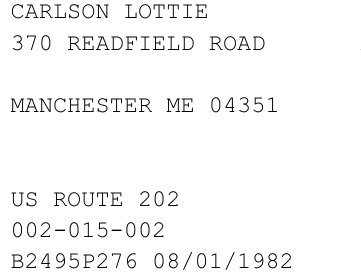 CARLSON LOTTIE
370 READFIELD ROAD
MANCHESTER ME 04351
US ROUTE 202
002-015-002
B2495P276 08/01/1982